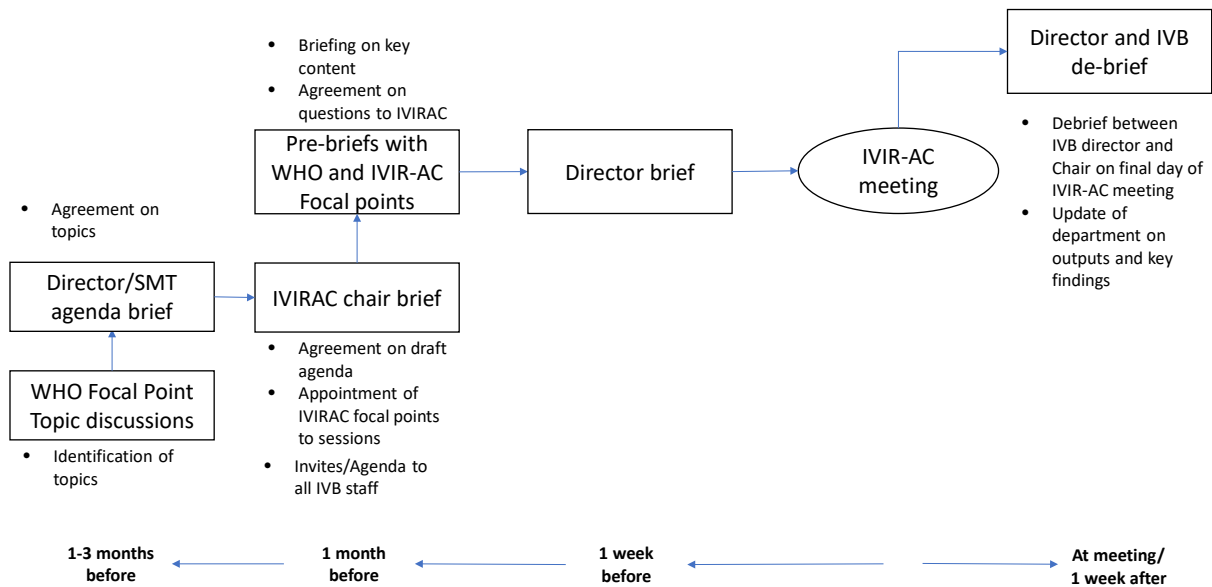 • Briefing on key
content
• Agreement on
questions to IVIRAC
Director and IVB
de-brief
Pre-briefs with
WHO and IVIR-AC
Focal points
Director brief
IVIR-AC
meeting
• Debrief between
IVB director and
Chair on final day of
IVIR-AC meeting
• Update of
department on
outputs and key
findings
• Agreement on
topics
Director/SMT
agenda brief
IVIRAC chair brief
• Agreement on draft
agenda
• Appointment of
IVIRAC focal points
to sessions
• Invites/Agenda to
all IVB staff
WHO Focal Point
Topic discussions
• Identification of
topics
1-3 months
before
1 month
before
1 week
before
At meeting/
1 week after